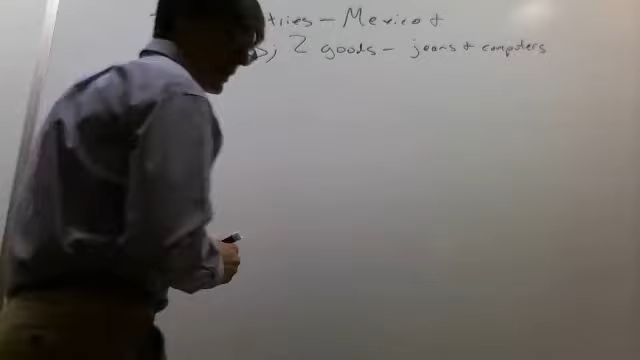 tries - Mexico &
; 2 goods - jeans & computers